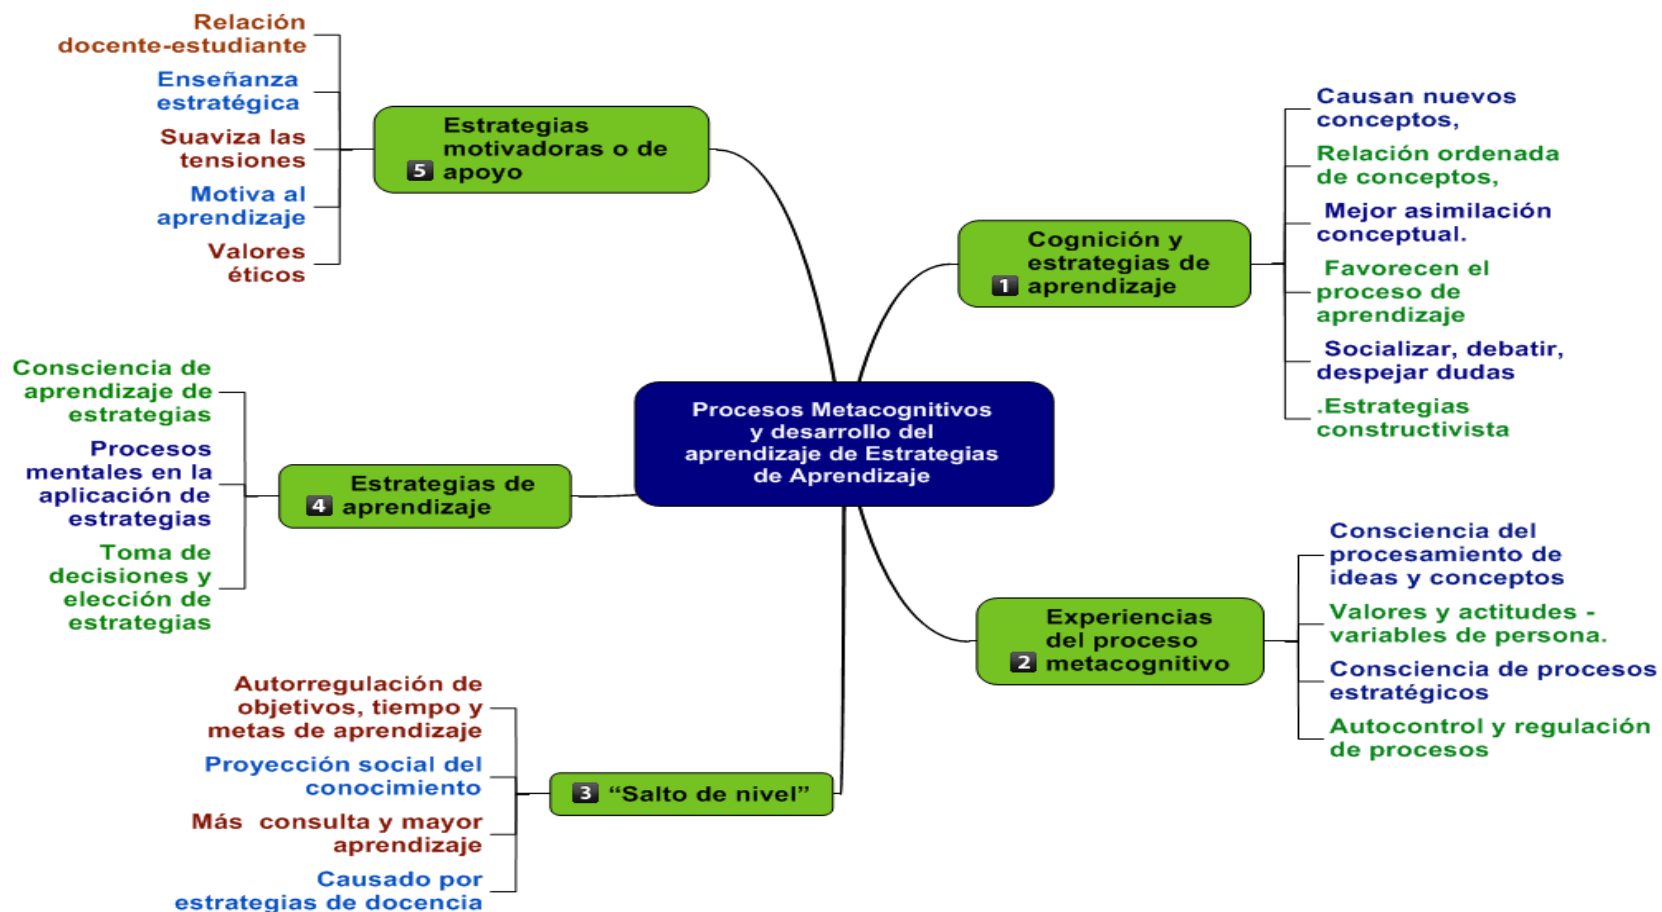 Procesos Metacognitivos
y desarrollo del
aprendizaje de Estrategias
de Aprendizaje
Cognición y
estrategias de
1 aprendizaje
Causan nuevos
conceptos,
Relación ordenada
de conceptos,
Mejor asimilación
conceptual.
Favorecen el
proceso de
aprendizaje
Socializar, debatir,
despejar dudas
.Estrategias
constructivista
Experiencias
del proceso
2 metacognitivo
Consciencia del
procesamiento de
ideas y conceptos
Valores y actitudes -
variables de persona.
Consciencia de procesos
estratégicos
Autocontrol y regulación
de procesos
3 “Salto de nivel”
Autorregulación de
objetivos, tiempo y
metas de aprendizaje
Proyección social del
conocimiento
Más consulta y mayor
aprendizaje
Causado por
estrategias de docencia
Estrategias de
4 aprendizaje
Consciencia de
aprendizaje de
estrategias
Procesos
mentales en la
aplicación de
estrategias
Toma de
decisiones y
elección de
estrategias
Estrategias
motivadoras o de
5 apoyo
Relación
docente-estudiante
Enseñanza
estratégica
Suaviza las
tensiones
Motiva al
aprendizaje
Valores
éticos